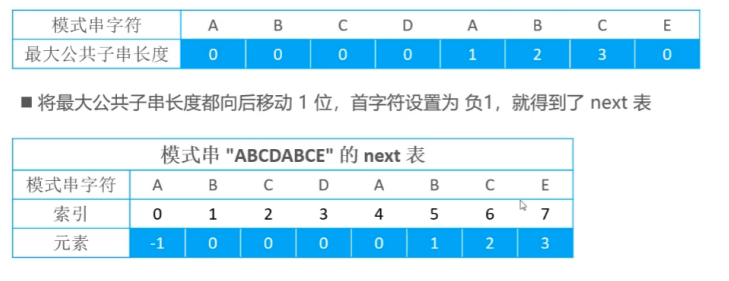 模式串字符 A B C D A B C E
最大公共子串长度 0 0 0 0 1 2 3 0
■ 将最大公共子串长度都向后移动 1 位，首字符设置为 负1，就得到了 next 表
模式串 "ABCDABCE" 的 next 表
模式串字符 A B C D A B C E
索引 0 1 2 3 4 5 6 7
元素 -1 0 0 0 0 1 2 3